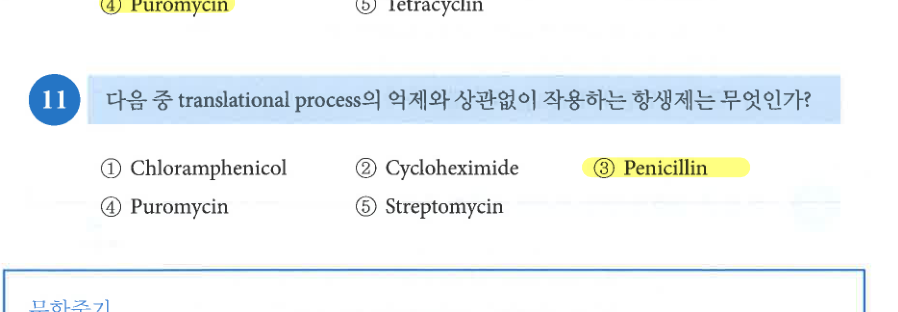 ④ Puromycin ⑤ Tetracyclin
11 다음 중 translational process의 억제와 상관없이 작용하는 항생제는 무엇인가?
① Chloramphenicol ② Cycloheximide ③ Penicillin
④ Puromycin ⑤ Streptomycin